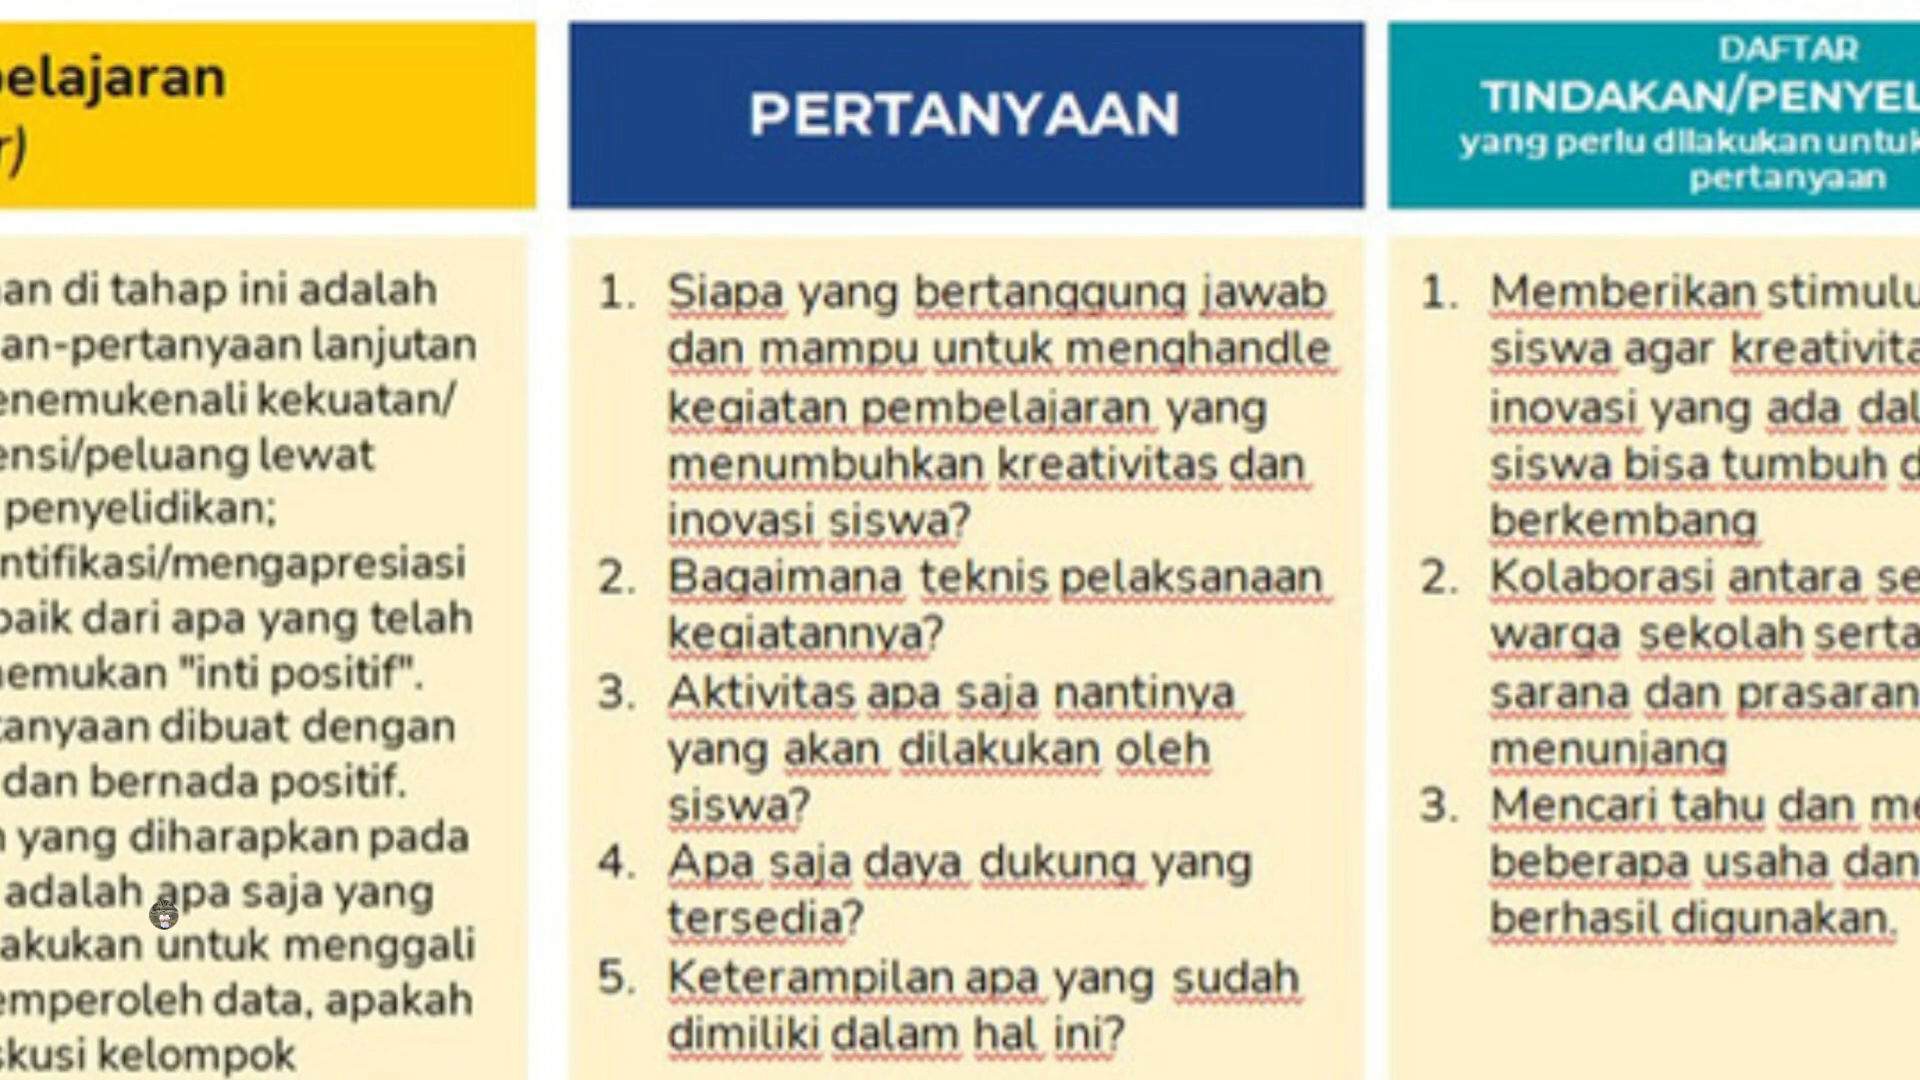 elajaran
r)
an di tahap ini adalah
an-pertanyaan lanjutan
enemukenali kekuatan/
ensi/peluang lewat
penyelidikan;
ntifikasi/mengapresiasi
baik dari apa yang telah
emukan "inti positif".
tanyaan dibuat dengan
dan bernada positif.
yang diharapkan pada
adalah apa saja yang
akukan untuk menggali
emperoleh data, apakah
skusi kelompok
PERTANYAAN
1. Siapa yang bertanggung jawab
dan mampu untuk menghandle
kegiatan pembelajaran yang
menumbuhkan kreativitas dan
inovasi siswa?
2. Bagaimana teknis pelaksanaan
kegiatannya?
3. Aktivitas apa saja nantinya
yang akan dilakukan oleh
siswa?
4. Apa saja daya dukung yang
tersedia?
5. Keterampilan apa yang sudah
dimiliki dalam hal ini?
DAFTAR
TINDAKAN/PENYEL
yang perlu dilakukan untuk
pertanyaan
1. Memberikan stimulu
siswa agar kreativita
inovasi yang ada dal
siswa bisa tumbuh d
berkembang
2. Kolaborasi antara se
warga sekolah serta
sarana dan prasaran
menunjang
3. Mencari tahu dan me
beberapa usaha dan
berhasil digunakan.